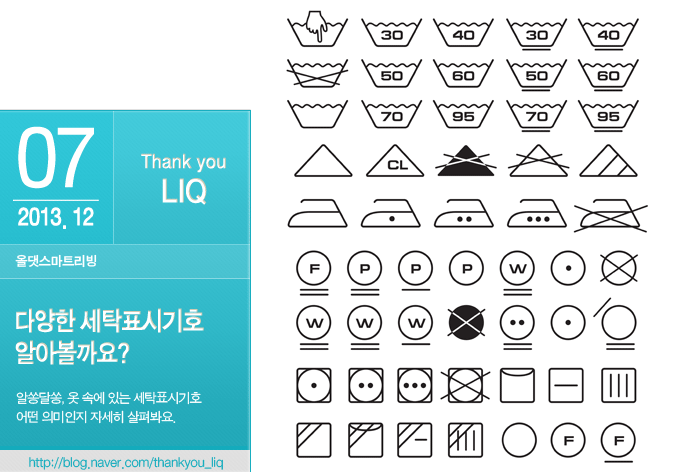 30 40 30 40
50 60 50 60
70 95 70 95
CL
F P P P W
W W W
F F
07
2013. 12
Thank you
LIQ
올댓스마트리빙
다양한 세탁표시기호
알아볼까요?
알쏭달쏭, 옷 속에 있는 세탁표시기호
어떤 의미인지 자세히 살펴봐요.
http://blog.naver.com/thankyou_liq